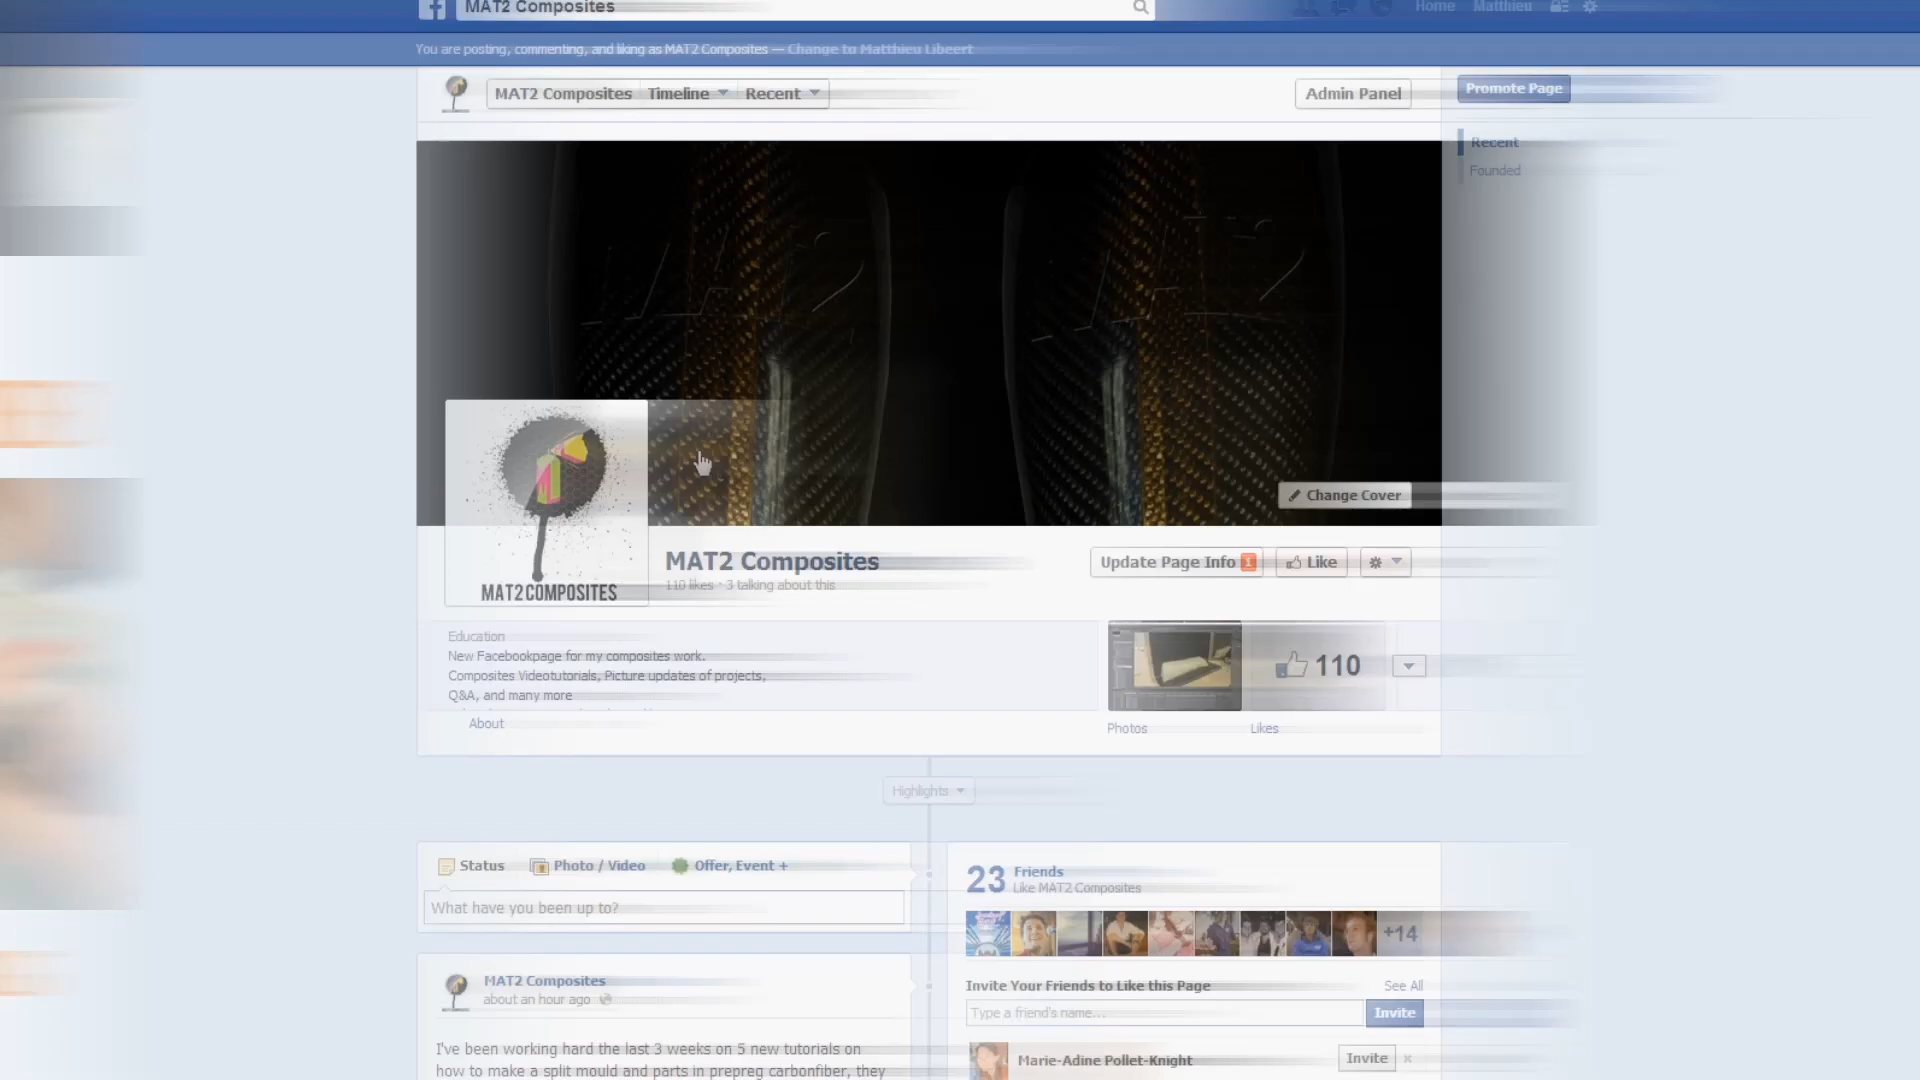 MAT2 Composites
Home Matthieu
You are posting, commenting, and liking as MAT2 Composites — Change to Matthieu Libeert
MAT2 Composites Timeline Recent
Admin Panel
Promote Page
Recent
Founded
Change Cover
MAT2COMPOSITES
MAT2 Composites
110 likes · 3 talking about this
Update Page Info 1
Like
Education
New Facebookpage for my composites work.
Composites Videotutorials, Picture updates of projects,
Q&A, and many more
About
110
Photos
Likes
Highlights
Status Photo / Video Offer, Event +
What have you been up to?
MAT2 Composites
about an hour ago
I've been working hard the last 3 weeks on 5 new tutorials on
how to make a split mould and parts in prepreg carbonfiber, they
23 Friends
Like MAT2 Composites
+14
Invite Your Friends to Like this Page
See All
Type a friend's name...
Invite
Marie-Adine Pollet-Knight
Invite